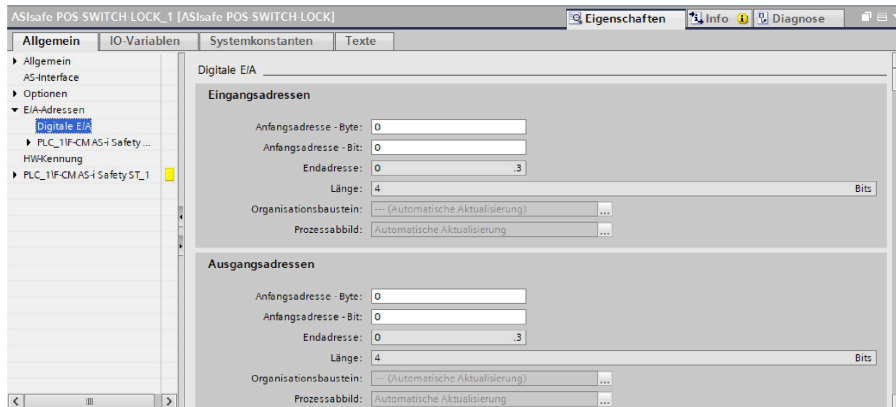 ASIsafe POS-SWITCH-LOCK_1 [ASIsafe POS-SWITCH-LOCK]
Eigenschaften
Info
Diagnose
Allgemein
IO-Variablen
Systemkonstanten
Texte
Allgemein
AS-Interface
Optionen
E/A-Adressen
Digitale E/A
PLC_1\F-CM AS-i Safety ...
HW-Kennung
PLC_1\F-CM AS-i Safety ST_1
Digitale E/A
Eingangsadressen
Anfangsadresse - Byte: 0
Anfangsadresse - Bit: 0
Endadresse: 0 .3
Länge: 4 Bits
Organisationsbaustein: --- (Automatische Aktualisierung) ...
Prozessabbild: Automatische Aktualisierung ...
Ausgangsadressen
Anfangsadresse - Byte: 0
Anfangsadresse - Bit: 0
Endadresse: 0 .3
Länge: 4 Bits
Organisationsbaustein: --- (Automatische Aktualisierung) ...
Prozessabbild: Automatische Aktualisierung ...